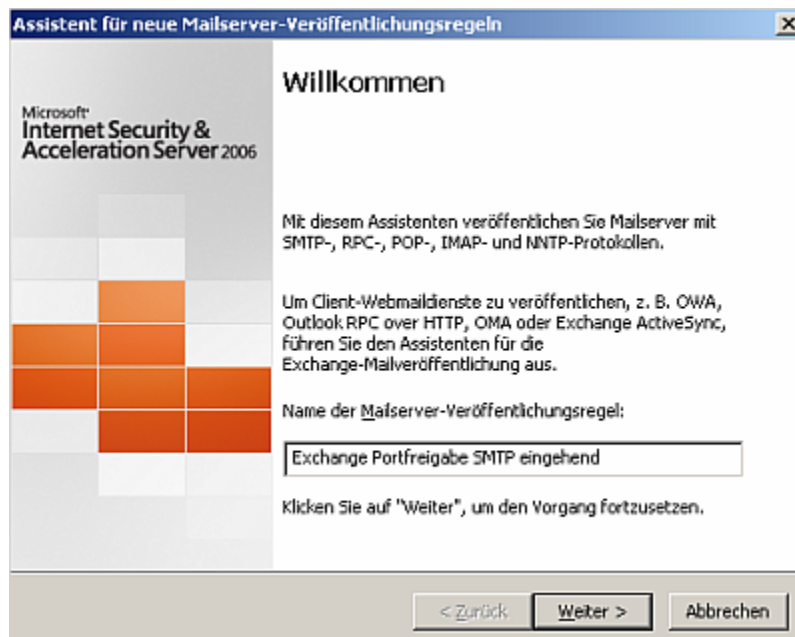 Assistent für neue Mailserver-Veröffentlichungsregeln
Microsoft
Internet Security &
Acceleration Server 2006
Willkommen
Mit diesem Assistenten veröffentlichen Sie Mailserver mit
SMTP-, RPC-, POP-, IMAP- und NNTP-Protokollen.
Um Client-Webmaildienste zu veröffentlichen, z. B. OWA,
Outlook RPC over HTTP, OMA oder Exchange ActiveSync,
führen Sie den Assistenten für die
Exchange-Mailveröffentlichung aus.
Name der Mailserver-Veröffentlichungsregel:
Exchange Portfreigabe SMTP eingehend
Klicken Sie auf "Weiter", um den Vorgang fortzusetzen.
< Zurück Weiter > Abbrechen